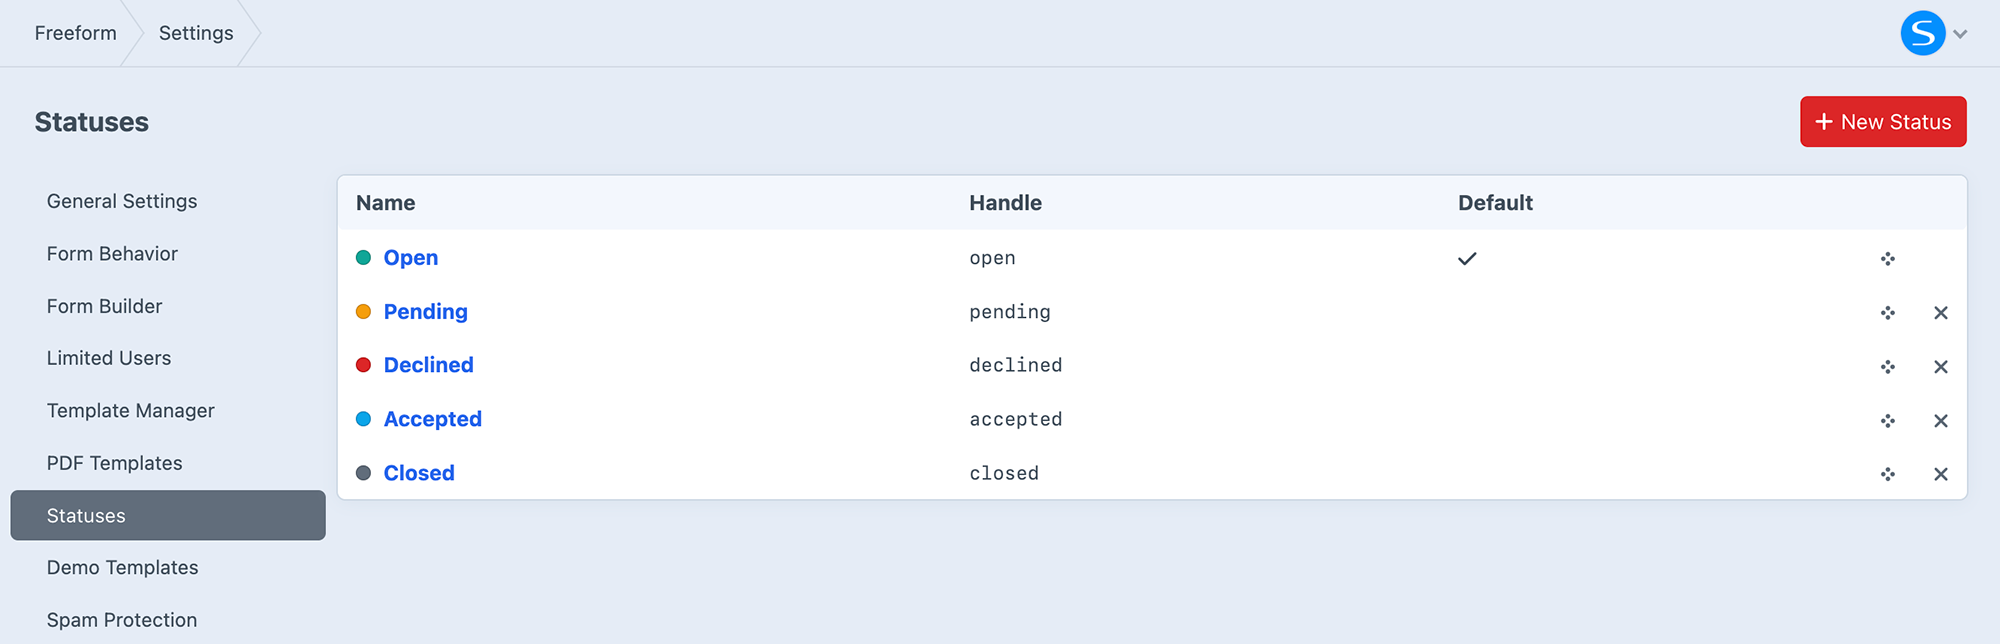 Freeform
Settings
S
Statuses
+ New Status
General Settings
Form Behavior
Form Builder
Limited Users
Template Manager
PDF Templates
Statuses
Demo Templates
Spam Protection
Name Handle Default
Open open
Pending pending
Declined declined
Accepted accepted
Closed closed